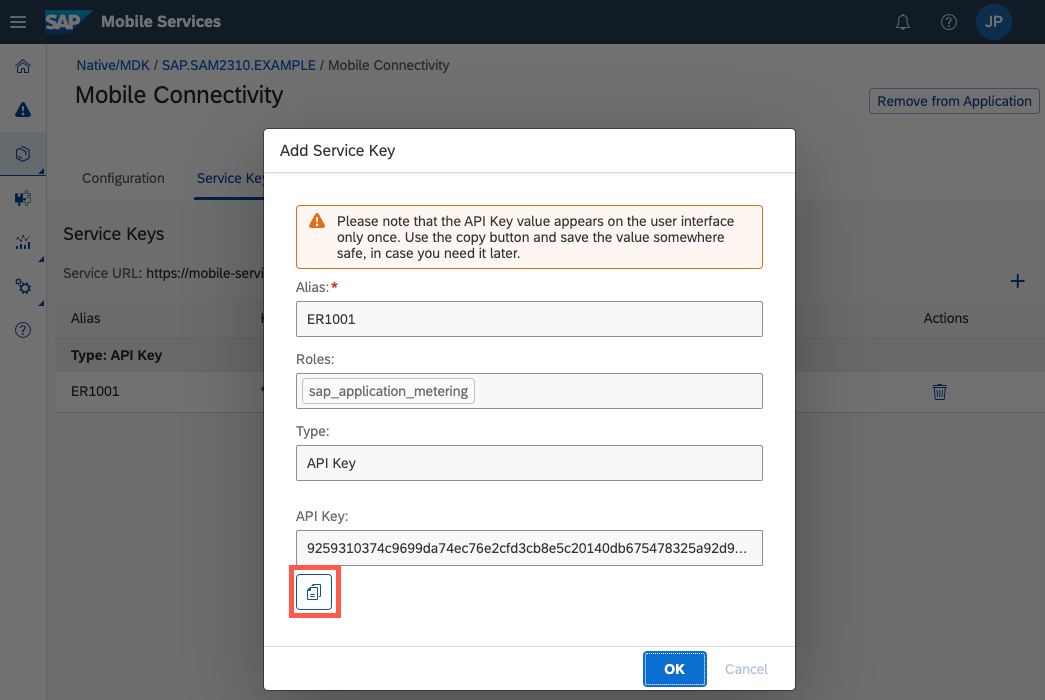 SAP Mobile Services
JP
Native/MDK / SAP.SAM2310.EXAMPLE / Mobile Connectivity
Mobile Connectivity
Remove from Application
Configuration
Service Key
Service Keys
Service URL: https://mobile-servi
Alias
Actions
Type: API Key
ER1001
Add Service Key
Please note that the API Key value appears on the user interface
only once. Use the copy button and save the value somewhere
safe, in case you need it later.
Alias:*
ER1001
Roles:
sap_application_metering
Type:
API Key
API Key:
9259310374c9699da74ec76e2cfd3cb8e5c20140db675478325a92d9...
OK
Cancel